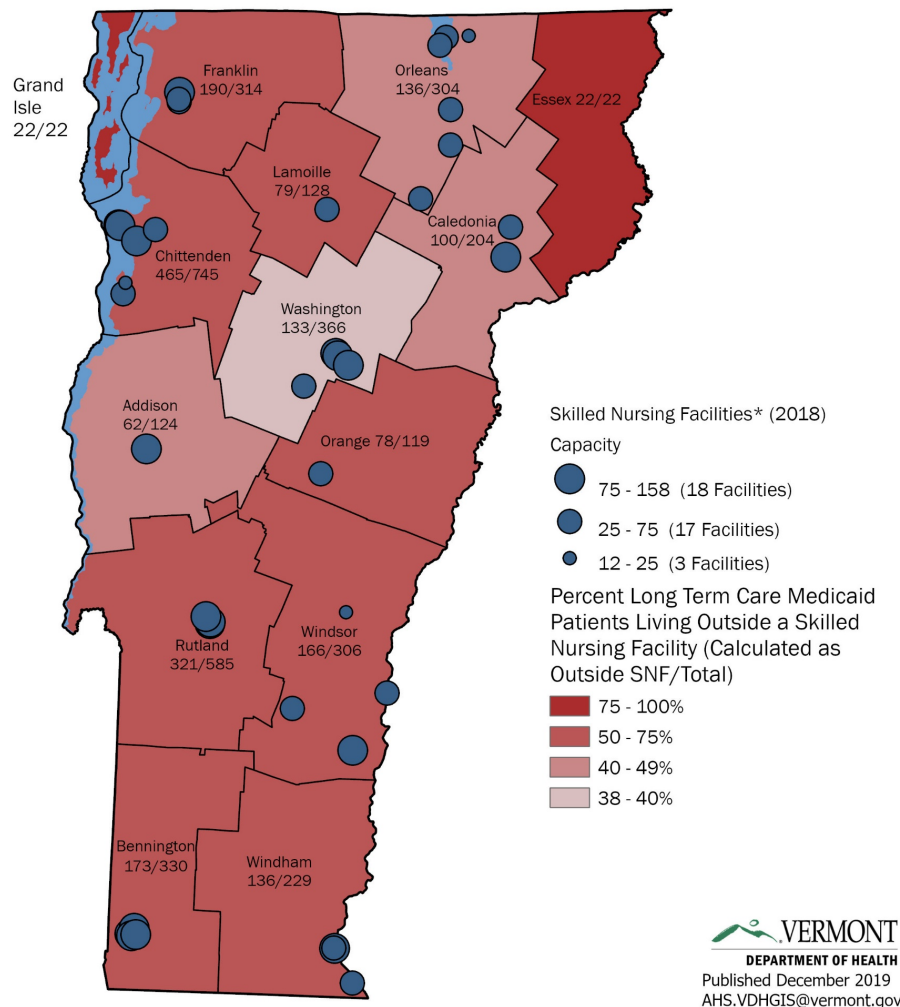 Grand
Isle
22/22
Franklin
190/314
Orleans
136/304
Essex 22/22
Lamoille
79/128
Caledonia
100/204
Chittenden
465/745
Washington
133/366
Addison
62/124
Orange 78/119
Rutland
321/585
Windsor
166/306
Bennington
173/330
Windham
136/229
Skilled Nursing Facilities* (2018)
Capacity
75 - 158 (18 Facilities)
25 - 75 (17 Facilities)
12 - 25 (3 Facilities)
Percent Long Term Care Medicaid
Patients Living Outside a Skilled
Nursing Facility (Calculated as
Outside SNF/Total)
75 - 100%
50 - 75%
40 - 49%
38 - 40%
VERMONT
DEPARTMENT OF HEALTH
Published December 2019
AHS.VDHGIS@vermont.gov